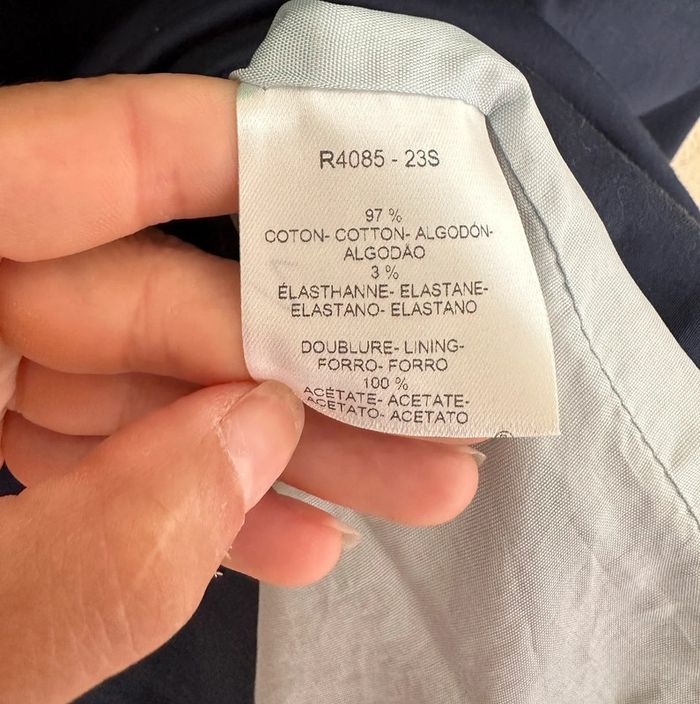 R4085 - 23S
97 %
COTON- COTTON- ALGODÓN-
ALGODÃO
3 %
ÉLASTHANNE- ELASTANE-
ELASTANO- ELASTANO
DOUBLURE- LINING-
FORRO- FORRO
100 %
ACÉTATE- ACETATE-
ACETATO- ACETATO